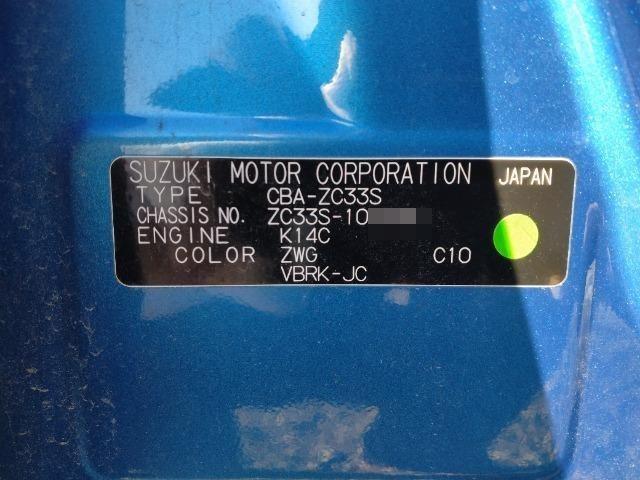 SUZUKI MOTOR CORPORATION JAPAN
TYPE CBA-ZC33S
CHASSIS NO. ZC33S-10
ENGINE K14C
COLOR ZWG C10
VBRK-JC